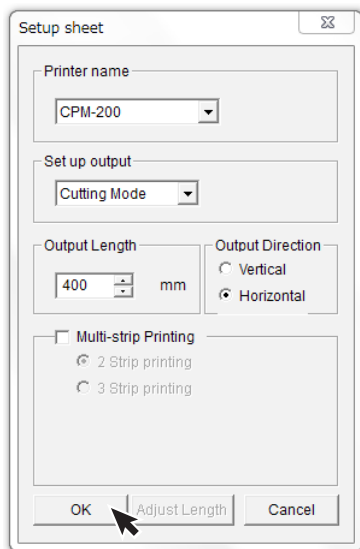 Setup sheet
Printer name
CPM-200
Set up output
Cutting Mode
Output Length
Output Direction
400 mm
Vertical
Horizontal
Multi-strip Printing
2 Strip printing
3 Strip printing
OK Adjust Length Cancel